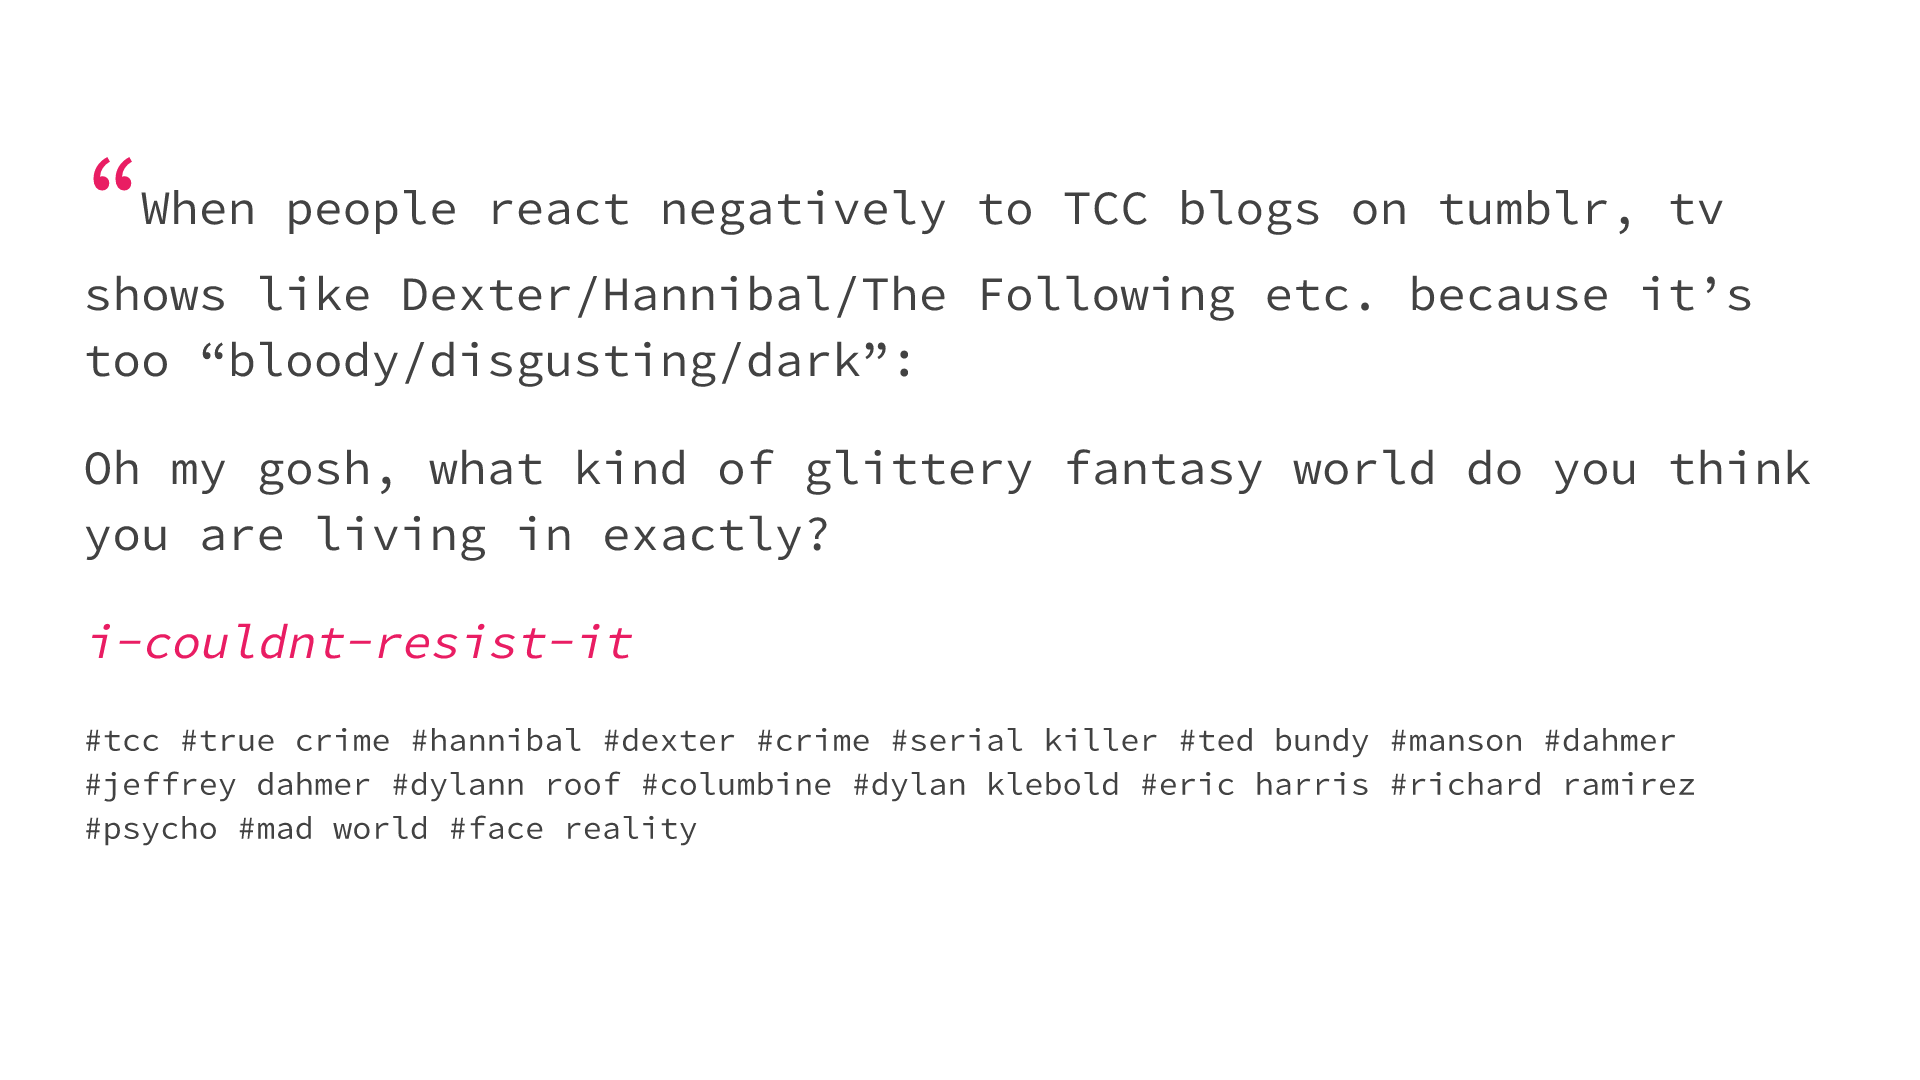 “When people react negatively to TCC blogs on tumblr, tv
shows like Dexter/Hannibal/The Following etc. because it’s
too “bloody/disgusting/dark”:
Oh my gosh, what kind of glittery fantasy world do you think
you are living in exactly?
i-couldnt-resist-it
#tcc #true crime #hannibal #dexter #crime #serial killer #ted bundy #manson #dahmer
#jeffrey dahmer #dylann roof #columbine #dylan klebold #eric harris #richard ramirez
#psycho #mad world #face reality